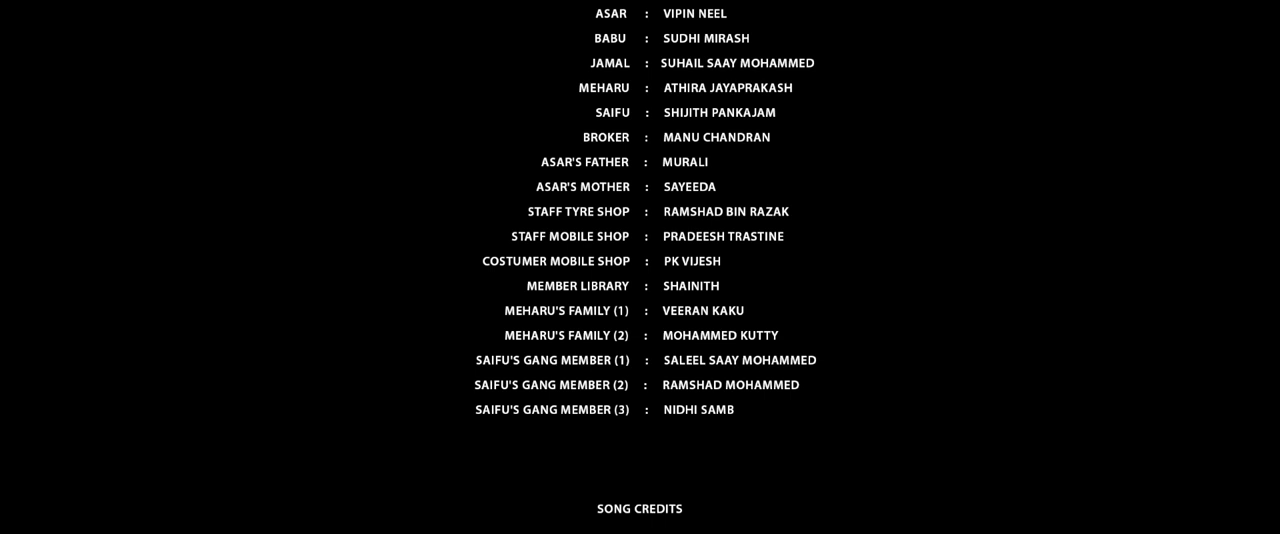 ASAR : VIPIN NEEL
BABU : SUDHI MIRASH
JAMAL : SUHAIL SAAY MOHAMMED
MEHARU : ATHIRA JAYAPRAKASH
SAIFU : SHIJITH PANKAJAM
BROKER : MANU CHANDRAN
ASAR'S FATHER : MURALI
ASAR'S MOTHER : SAYEEDA
STAFF TYRE SHOP : RAMSHAD BIN RAZAK
STAFF MOBILE SHOP : PRADEESH TRASTINE
COSTUMER MOBILE SHOP : PK VIJESH
MEMBER LIBRARY : SHAINITH
MEHARU'S FAMILY (1) : VEERAN KAKU
MEHARU'S FAMILY (2) : MOHAMMED KUTTY
SAIFU'S GANG MEMBER (1) : SALEEL SAAY MOHAMMED
SAIFU'S GANG MEMBER (2) : RAMSHAD MOHAMMED
SAIFU'S GANG MEMBER (3) : NIDHI SAMB
SONG CREDITS